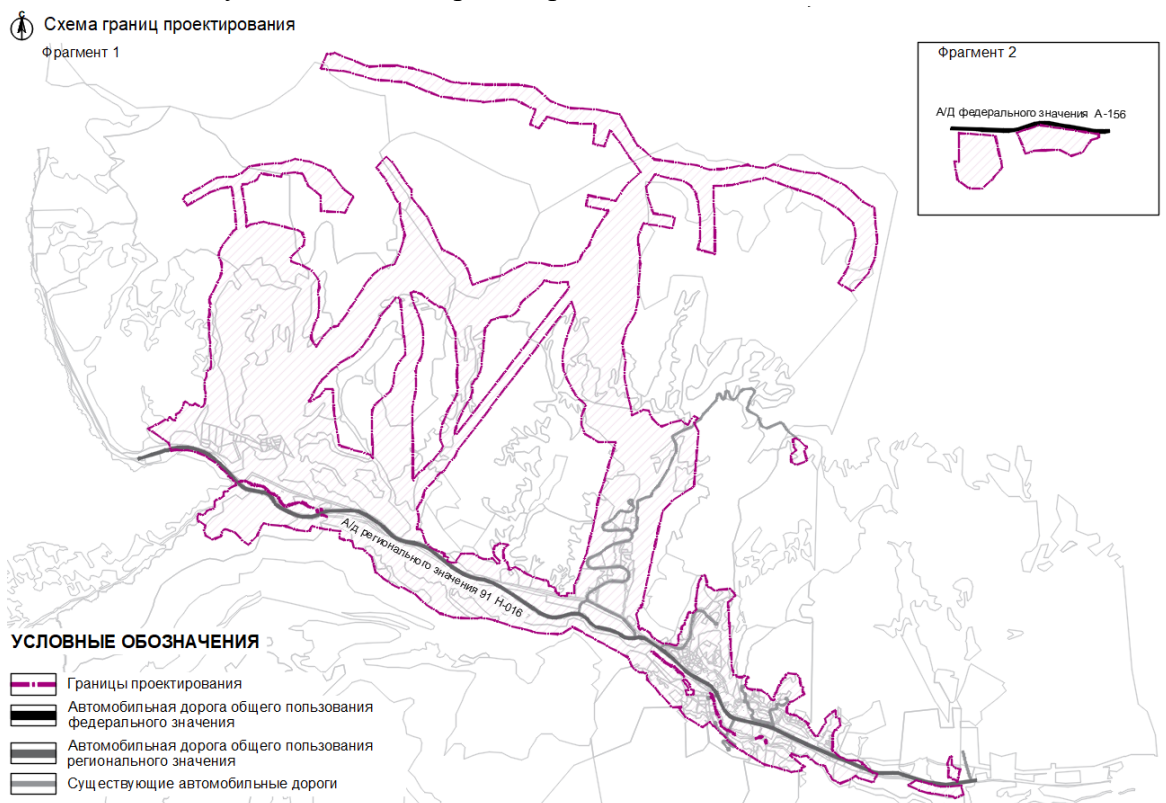 С
Схема границ проектирования
Фрагмент 1
Фрагмент 2
А/Д федерального значения А-156
А/д регионального значения 91 Н-016
УСЛОВНЫЕ ОБОЗНАЧЕНИЯ
Границы проектирования
Автомобильная дорога общего пользования
федерального значения
Автомобильная дорога общего пользования
регионального значения
Существующие автомобильные дороги